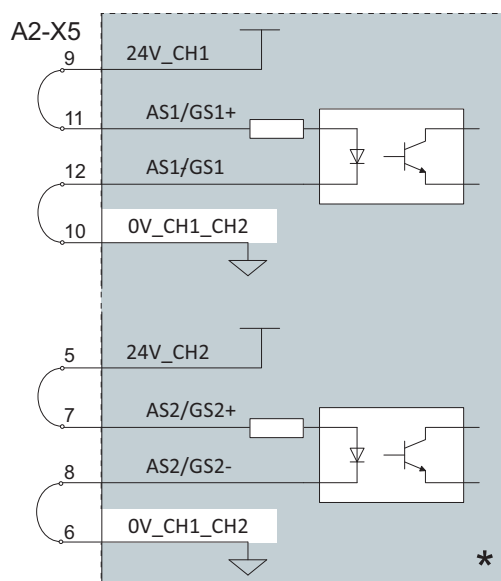 A2-X5
9
24V_CH1
11
AS1/GS1+
12
AS1/GS1
10
0V_CH1_CH2
5
24V_CH2
7
AS2/GS2+
8
AS2/GS2-
6
0V_CH1_CH2
*